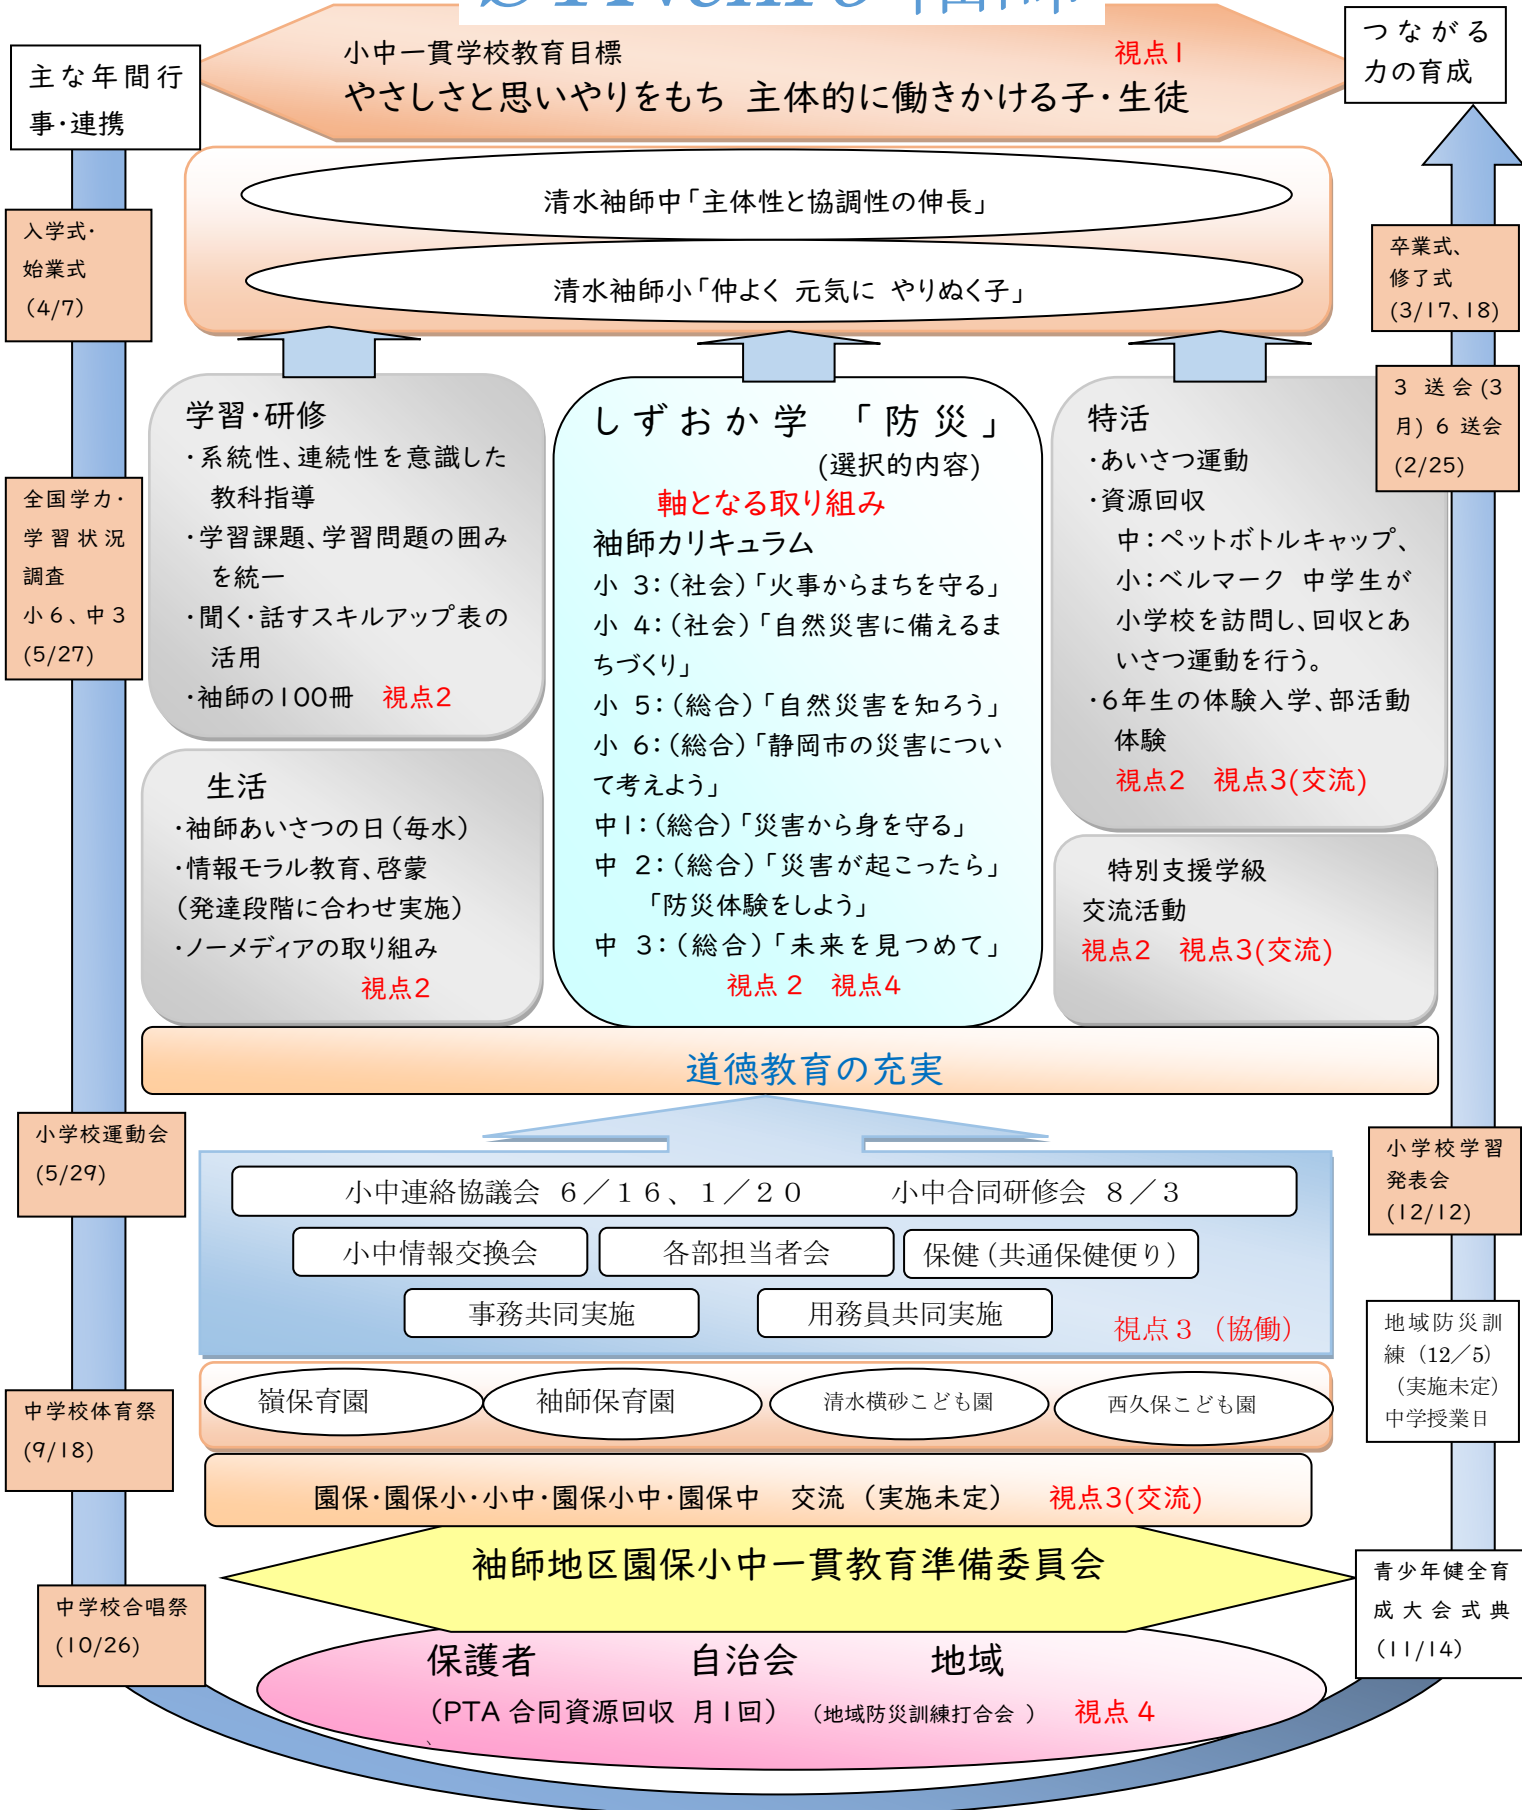 小中一貫学校教育目標 視点1
やさしさと思いやりをもち 主体的に働きかける子・生徒
主な年間行
事・連携
つながる
力の育成
清水袖師中「主体性と協調性の伸長」
清水袖師小「仲よく 元気に やりぬく子」
入学式・
始業式
(4/7)
全国学力・
学習状況
調査
小6、中3
(5/27)
小学校運動会
(5/29)
中学校体育祭
(9/18)
中学校合唱祭
(10/26)
学習・研修
・系統性、連続性を意識した
教科指導
・学習課題、学習問題の囲み
を統一
・聞く・話すスキルアップ表の
活用
・袖師の100冊 視点2
生活
・袖師あいさつの日(毎水)
・情報モラル教育、啓蒙
(発達段階に合わせ実施)
・ノーメディアの取り組み
視点2
しずおか学 「防災」
(選択的内容)
軸となる取り組み
袖師カリキュラム
小 3:(社会)「火事からまちを守る」
小 4:(社会)「自然災害に備えるま
ちづくり」
小 5:(総合)「自然災害を知ろう」
小 6:(総合)「静岡市の災害につい
て考えよう」
中1:(総合)「災害から身を守る」
中 2:(総合)「災害が起こったら」
「防災体験をしよう」
中 3:(総合)「未来を見つめて」
視点 2 視点4
特活
・あいさつ運動
・資源回収
中:ペットボトルキャップ、
小:ベルマーク 中学生が
小学校を訪問し、回収とあ
いさつ運動を行う。
・6年生の体験入学、部活動
体験
視点2 視点3(交流)
特別支援学級
交流活動
視点2 視点3(交流)
卒業式、
修了式
(3/17、18)
3 送会(3
月) 6 送会
(2/25)
小学校学習
発表会
(12/12)
地域防災訓
練(12/5)
(実施未定)
中学授業日
青少年健全育
成大会式典
(11/14)
道徳教育の充実
小中連絡協議会 6/16、1/20 小中合同研修会 8/3
小中情報交換会 各部担当者会 保健(共通保健便り)
事務共同実施 用務員共同実施 視点3(協働)
嶺保育園 袖師保育園 清水横砂こども園 西久保こども園
園保・園保小・小中・園保小中・園保中 交流 (実施未定) 視点3(交流)
袖師地区園保小中一貫教育準備委員会
保護者 自治会 地域
(PTA 合同資源回収 月1回) (地域防災訓練打合会 ) 視点 4
、